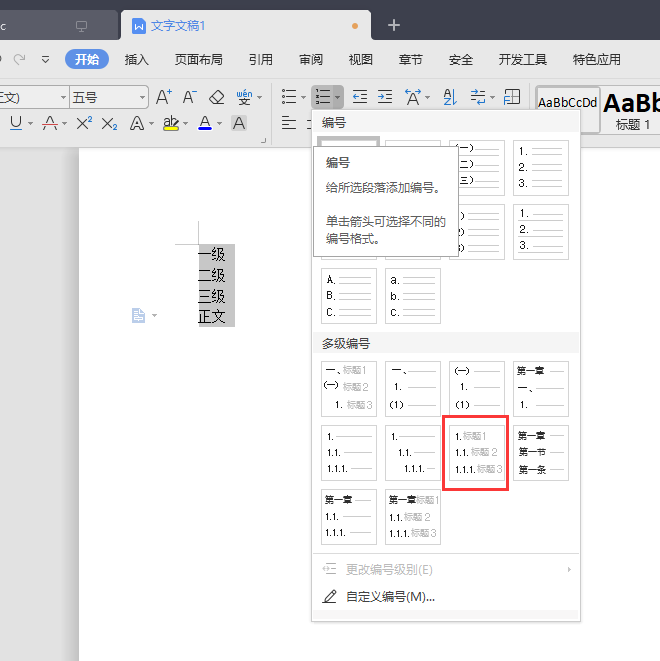 c
文字文稿1
开始 插入 页面布局 引用 审阅 视图 章节 安全 开发工具 特色应用
文) 五号 A⁺ A⁻ wén AaBbCcDd AaBb
U A X² X₂ A ab A A 标题 1
编号
编号
给所选段落添加编号。
单击箭头可选择不同的
编号格式。
(一)
二)
三)
1.
2.
3.
)
2)
3)
1.
2.
3.
A.
B.
C.
a.
b.
c.
一级
二级
三级
正文
多级编号
一、标题1
(一) 标题 2
1. 标题 3
一、
1.
(1)
(一)
1.
(1)
第一章
一、
1.
1.
1.1.
1.1.1.
1.
1.1.
1.1.1.
1. 标题1
1.1. 标题 2
1.1.1. 标题 3
第一章
第一节
第一条
第一章
1.1.
1.1.1.
第一章标题1
1.1. 标题 2
1.1.1. 标题 3
更改编号级别(E)
自定义编号(M)...